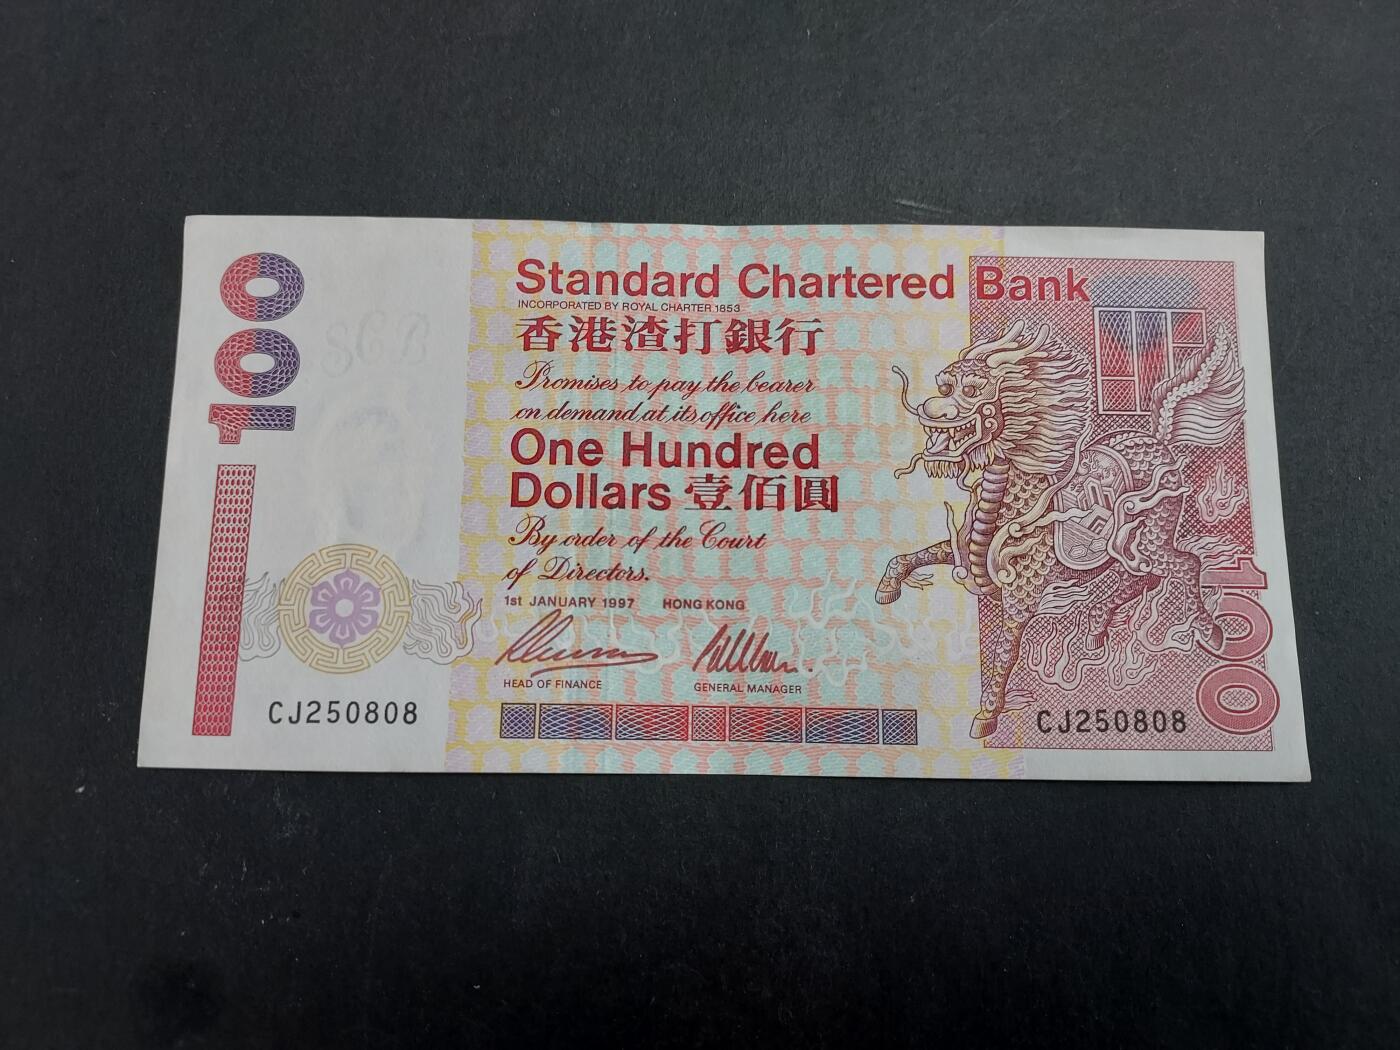 100
SCB
Standard Chartered Bank
INCORPORATED BY ROYAL CHARTER 1853
香港渣打銀行
Promises to pay the bearer
on demand at its office here
One Hundred
Dollars 壹佰圓
By order of the Court
of Directors.
1st JANUARY 1997 HONG KONG
HEAD OF FINANCE GENERAL MANAGER
CJ250808 CJ250808
100